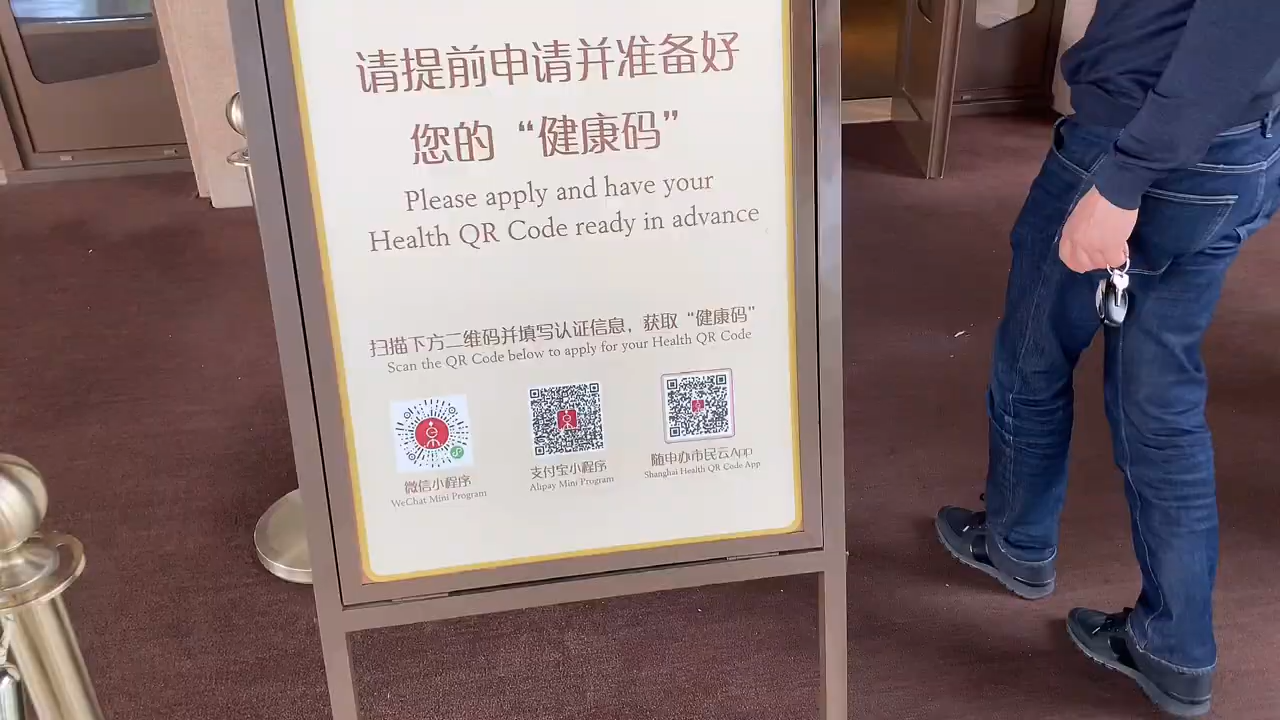 请提前申请并准备好
您的“健康码”
Please apply and have your
Health QR Code ready in advance
扫描下方二维码并填写认证信息，获取“健康码”
Scan the QR Code below to apply for your Health QR Code
微信小程序
WeChat Mini Program
支付宝小程序
Alipay Mini Program
随申办市民云App
Shanghai Health QR Code App